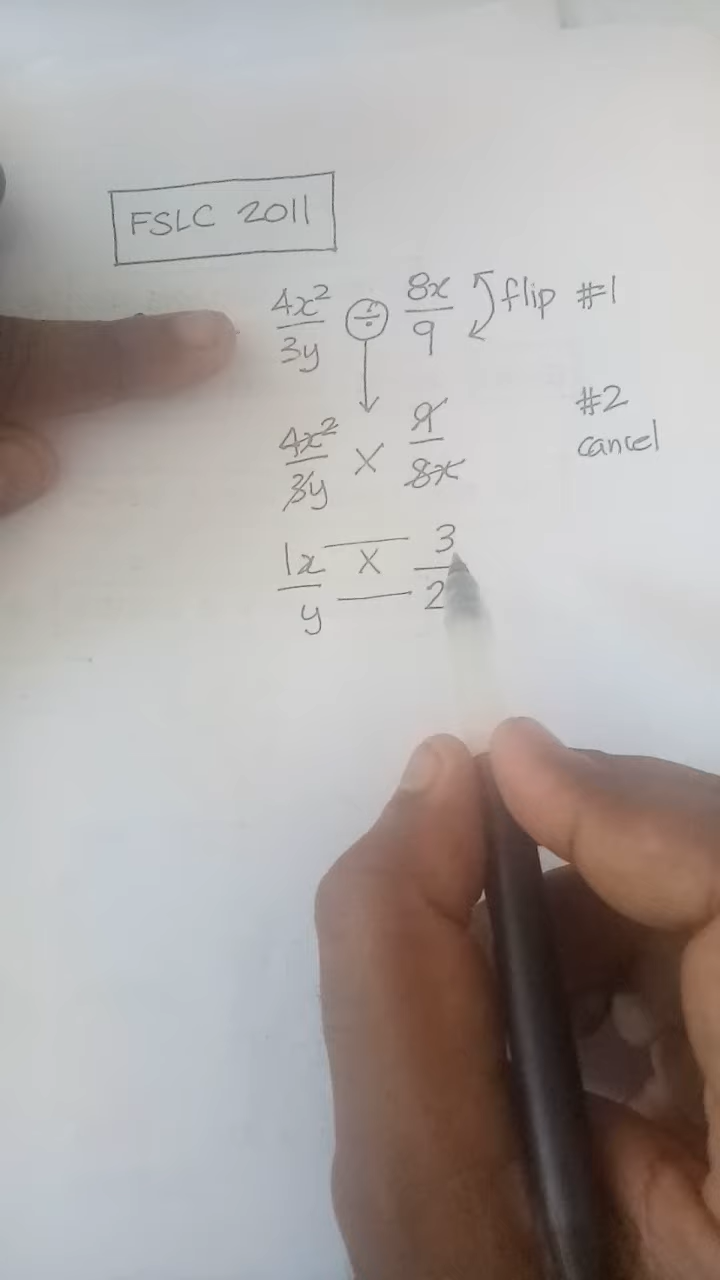 FSLC 2011
4x²/3y ÷ 8x/9 flip #1
4x²/3y × 9/8x #2 cancel
1x/y × 3/2